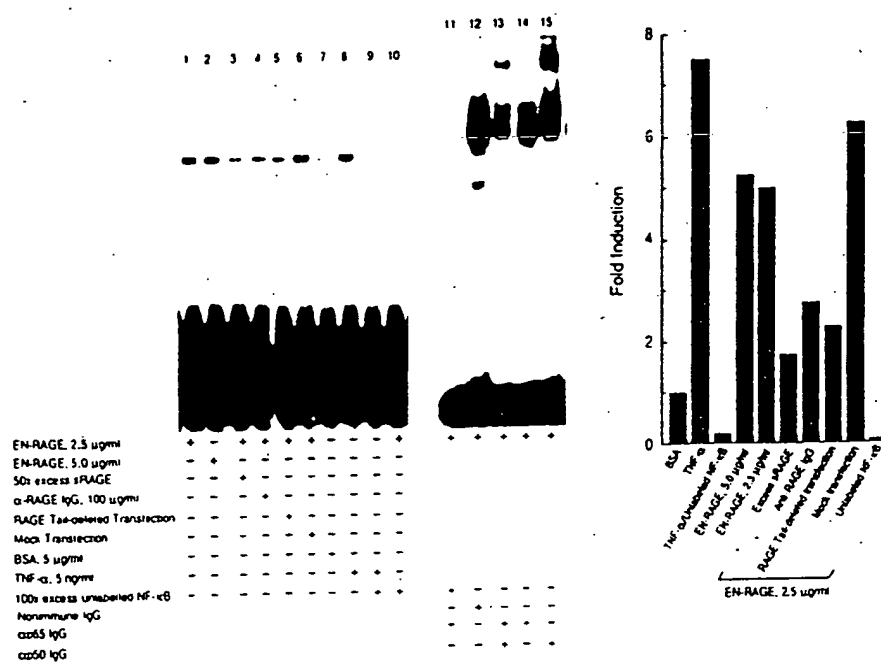 1 2 3 4 5 6 7 8 9 10
11 12 13 14 15
EN-RAGE, 2.5 µg/ml + - + + + + - - - + + + + + +
EN-RAGE, 5.0 µg/ml - + - - - - - - - -
50x excess sRAGE - - + - - - - - - -
α-RAGE IgG, 100 µg/ml - - - + - - - - - -
RAGE Tail-deleted Transfection - - - - + - - - - -
Mock Transfection - - - - - + - - - -
BSA, 5 µg/ml
TNF-α, 5 ng/ml
100x excess unlabelled NF-κB
Nonimmune IgG
αp65 IgG
αp50 IgG
Fold Induction
8
6
4
2
0
BSA
TNF-α
TNF-α/Unlabeled NF-κB
EN-RAGE, 5.0 µg/ml
EN-RAGE, 2.5 µg/ml
Excess sRAGE
Anti RAGE IgG
RAGE Tail-deleted transfection
Mock transfection
Unlabeled NF-κB
EN-RAGE, 2.5 µg/ml